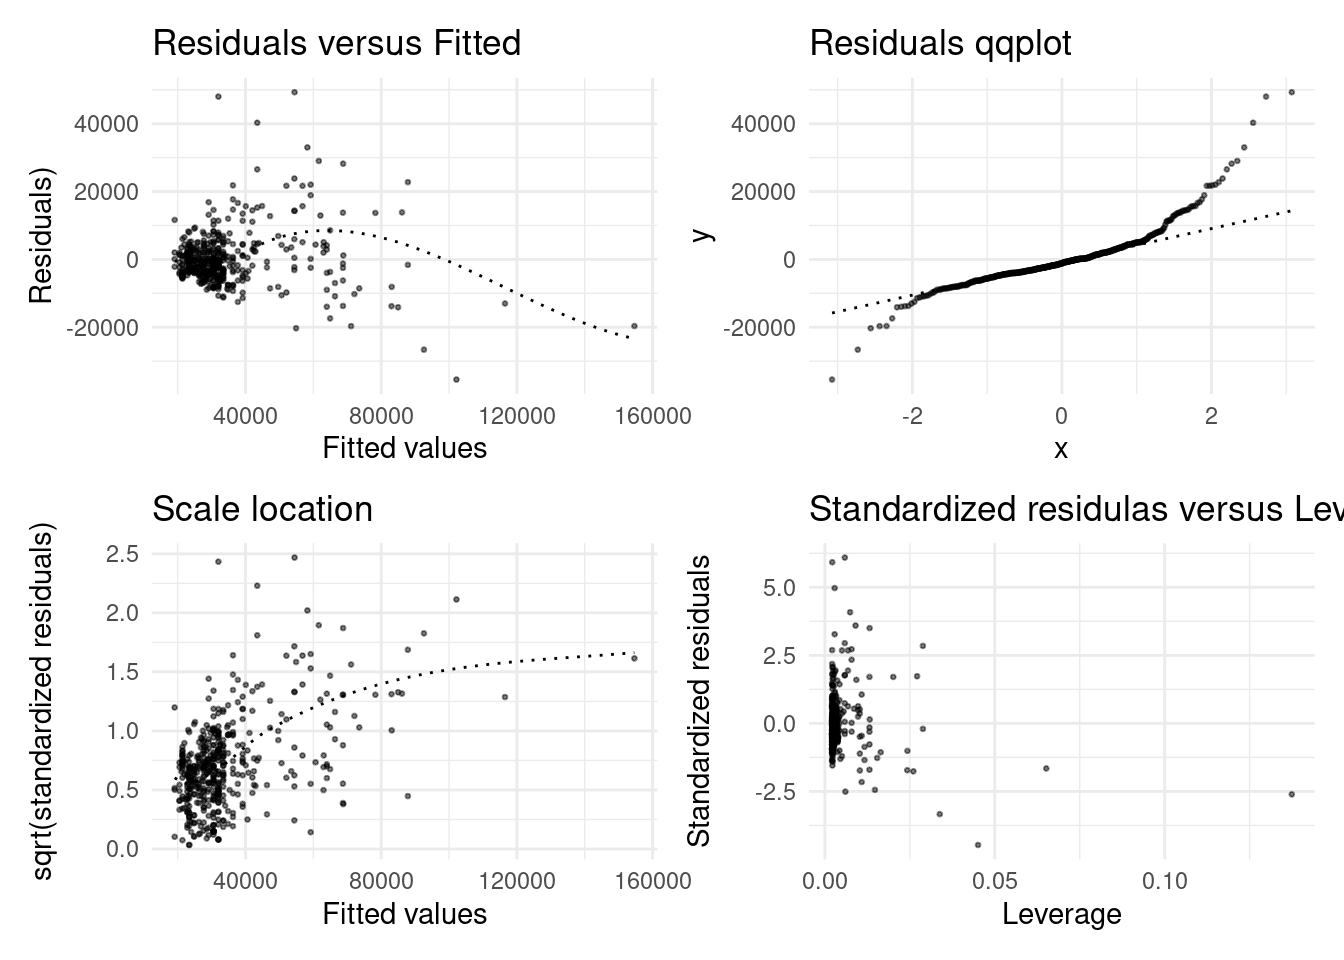 Residuals versus Fitted
40000
20000
0
-20000
Residuals)
40000
80000
120000
160000
Fitted values
Residuals qqplot
40000
20000
0
-20000
y
-2
0
2
x
Scale location
2.5
2.0
1.5
1.0
0.5
0.0
sqrt(standardized residuals)
40000
80000
120000
160000
Fitted values
Standardized residulas versus Lev
5.0
2.5
0.0
-2.5
Standardized residuals
0.00
0.05
0.10
Leverage